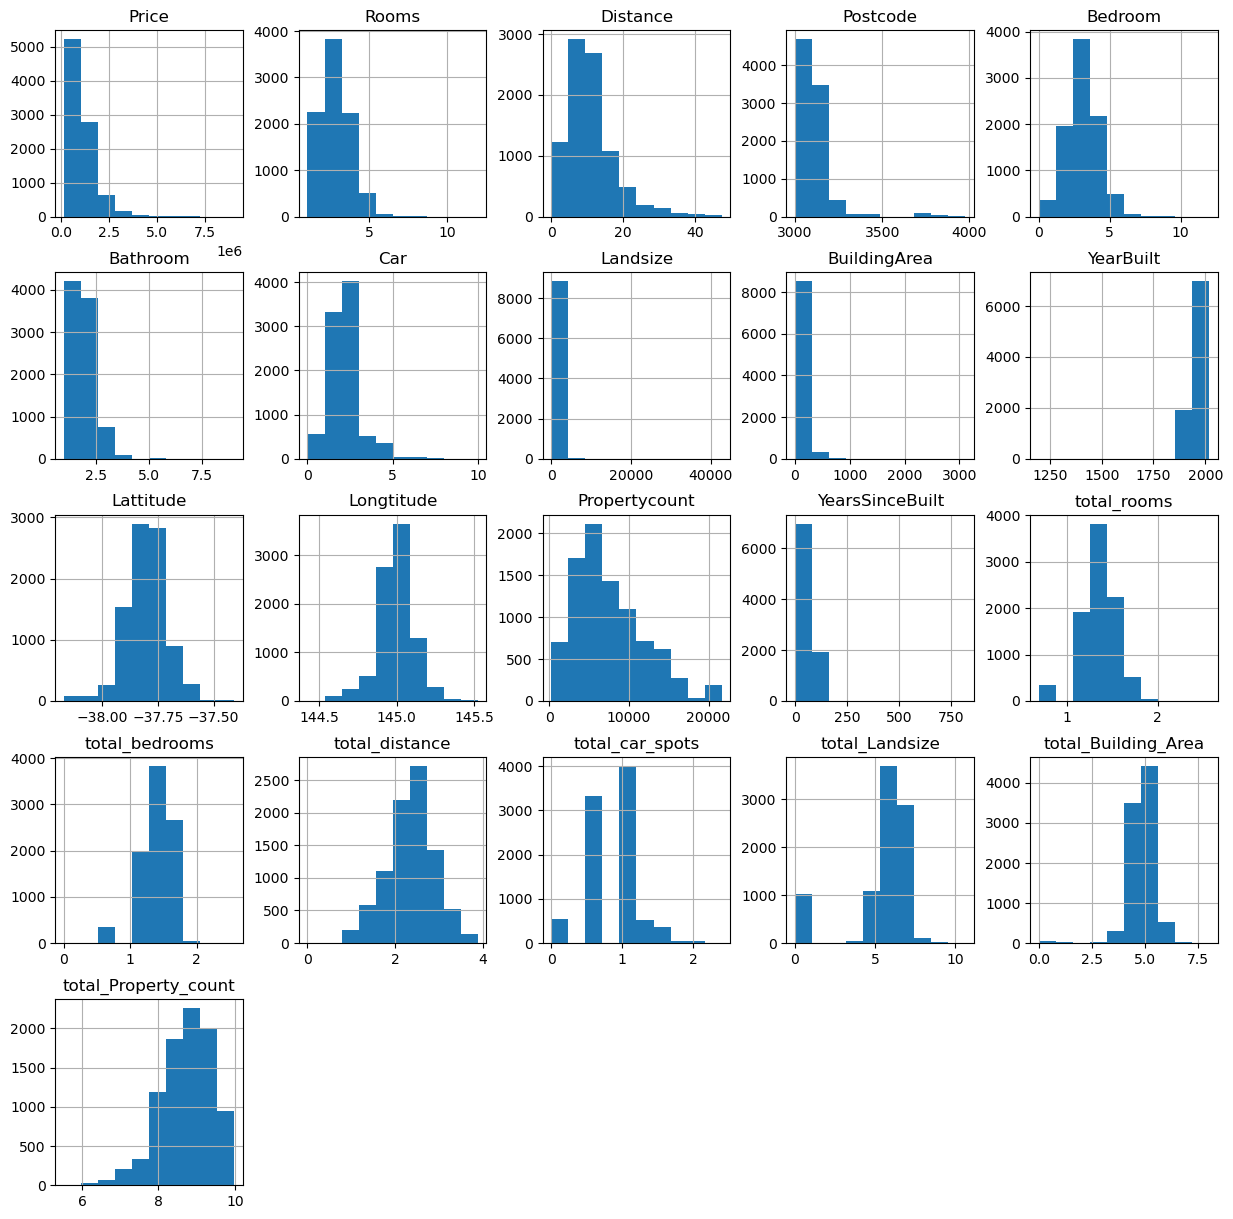 Price Rooms Distance Postcode Bedroom
5000 4000 3000 2000 1000 0
0.0 2.5 5.0 7.5
1e6
4000 3000 2000 1000 0
5 10
3000 2000 1000 0
0 20 40
4000 3000 2000 1000 0
3000 3500 4000
4000 3000 2000 1000 0
0 5 10
Bathroom Car Landsize BuildingArea YearBuilt
4000 3000 2000 1000 0
2.5 5.0 7.5
4000 3000 2000 1000 0
0 5 10
8000 6000 4000 2000 0
0 20000 40000
8000 6000 4000 2000 0
0 1000 2000 3000
6000 4000 2000 0
1250 1500 1750 2000
Lattitude Longtitude Propertycount YearsSinceBuilt total_rooms
3000 2000 1000 0
−38.00 −37.75 −37.50
3000 2000 1000 0
144.5 145.0 145.5
2000 1500 1000 500 0
0 10000 20000
6000 4000 2000 0
0 250 500 750
4000 3000 2000 1000 0
1 2
total_bedrooms total_distance total_car_spots total_Landsize total_Building_Area
4000 3000 2000 1000 0
0 1 2
2500 2000 1500 1000 500 0
0 2 4
4000 3000 2000 1000 0
0 1 2
3000 2000 1000 0
0 5 10
4000 3000 2000 1000 0
0.0 2.5 5.0 7.5
total_Property_count
2000 1500 1000 500 0
6 8 10